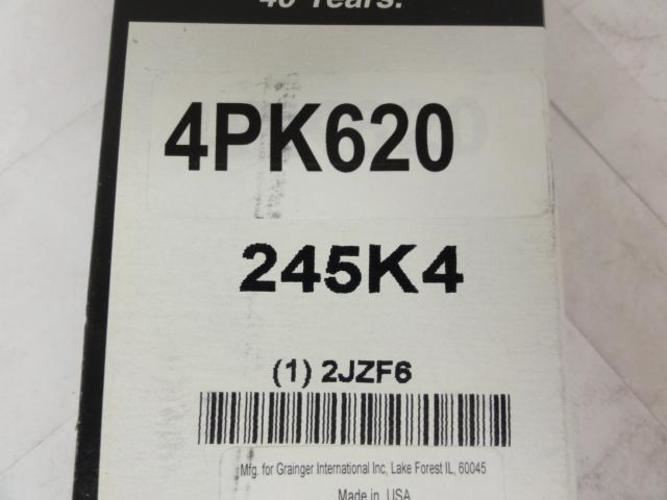 40 Years.
4PK620
245K4
(1) 2JZF6
Mfg. for Grainger International Inc, Lake Forest IL, 60045
Made in USA